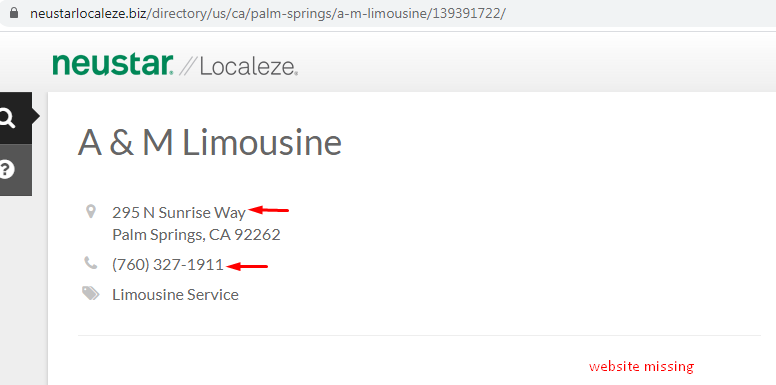 neustarlocaleze.biz/directory/us/ca/palm-springs/a-m-limousine/139391722/
neustar. // Localeze.
A & M Limousine
295 N Sunrise Way
Palm Springs, CA 92262
(760) 327-1911
Limousine Service
website missing